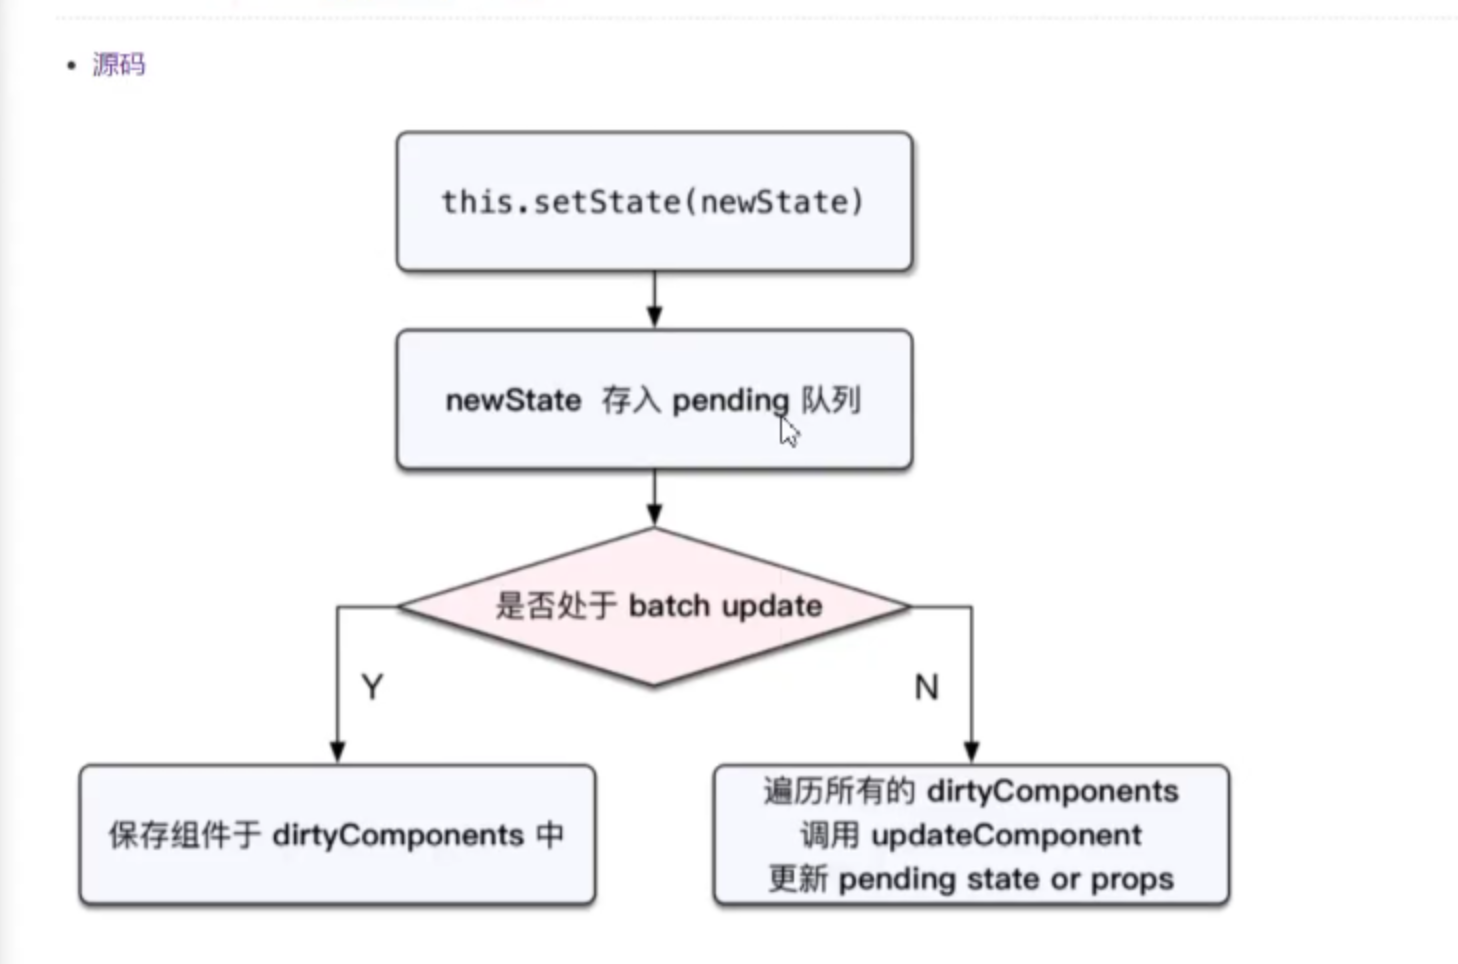 源码
this.setState(newState)
newState 存入 pending 队列
是否处于 batch update
Y
N
保存组件于 dirtyComponents 中
遍历所有的 dirtyComponents
调用 updateComponent
更新 pending state or props